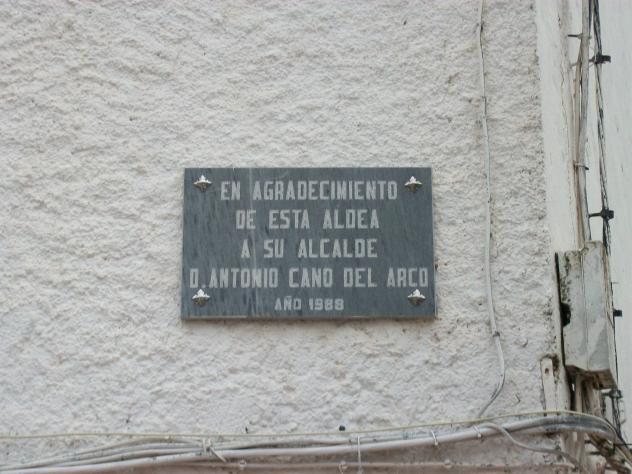 EN AGRADECIMIENTO
DE ESTA ALDEA
A SU ALCALDE
D. ANTONIO CANO DEL ARCO
AÑO 1988